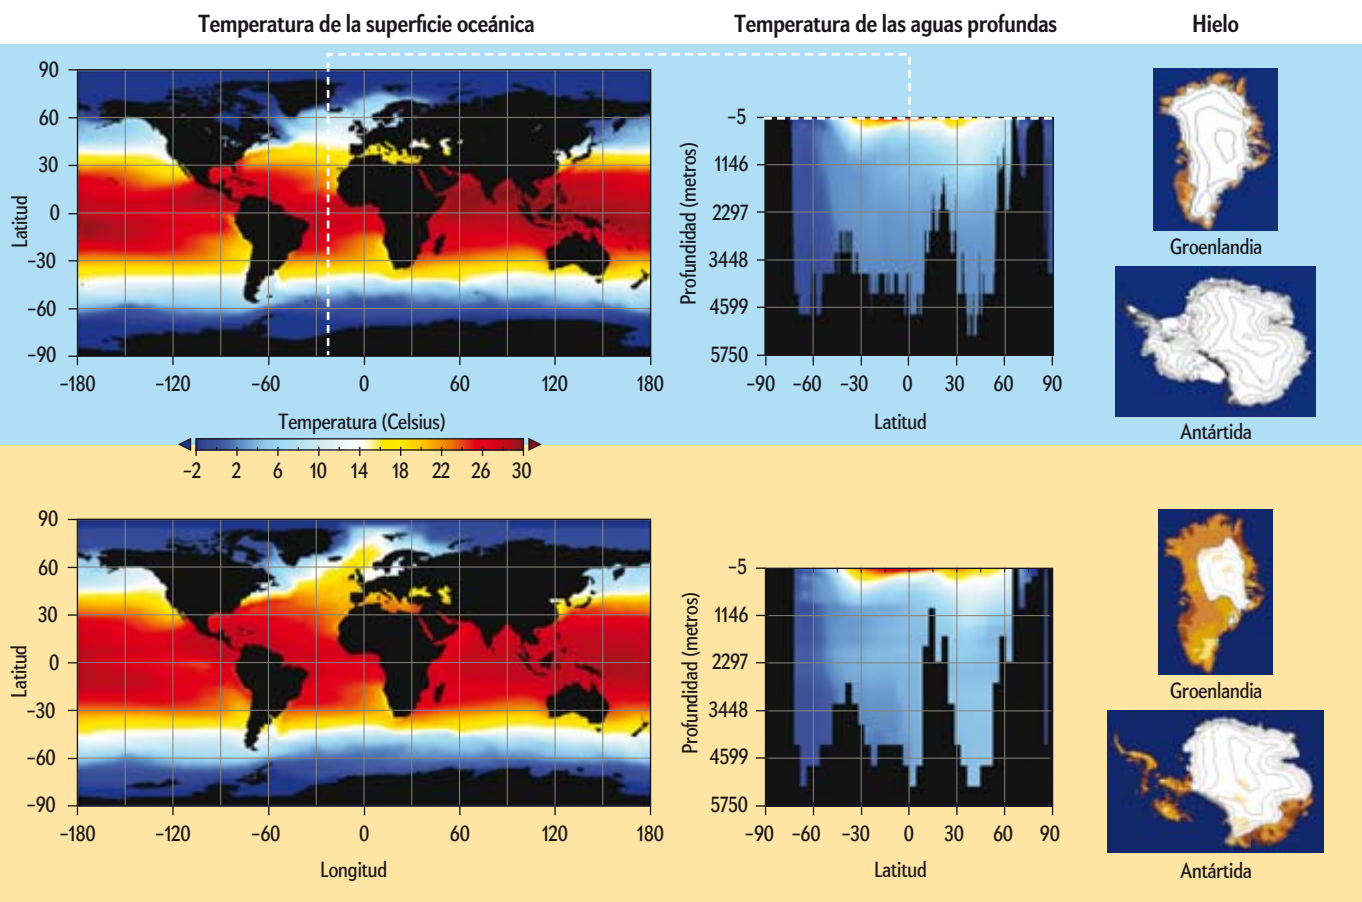 Temperatura de la superficie oceánica
Temperatura de las aguas profundas
Hielo
90
60
30
0
−30
−60
−90
Latitud
−180 −120 −60 0 60 120 180
−5
1146
2297
3448
4599
5750
Profundidad (metros)
−90 −60 −30 0 30 60 90
Latitud
Groenlandia
Antártida
Temperatura (Celsius)
−2 2 6 10 14 18 22 26 30
90
60
30
0
−30
−60
−90
Latitud
−180 −120 −60 0 60 120 180
Longitud
−5
1146
2297
3448
4599
5750
Profundidad (metros)
−90 −60 −30 0 30 60 90
Latitud
Groenlandia
Antártida